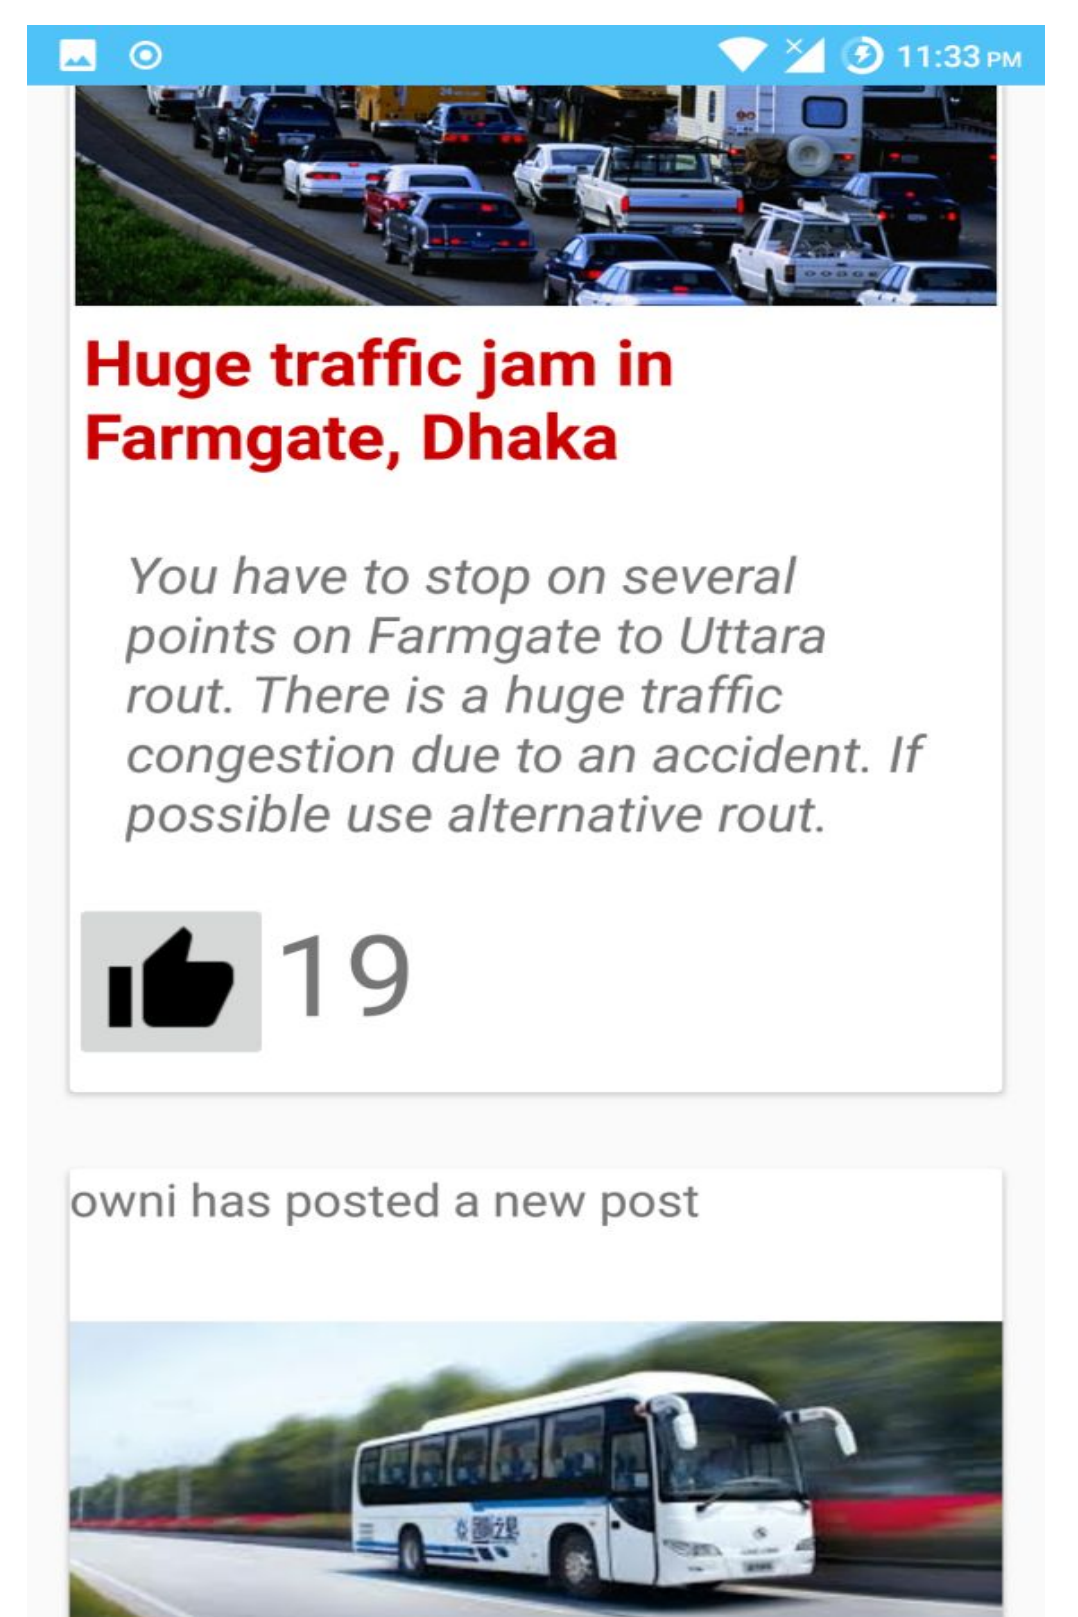 11:33 PM
DODGE
Huge traffic jam in
Farmgate, Dhaka
You have to stop on several
points on Farmgate to Uttara
rout. There is a huge traffic
congestion due to an accident. If
possible use alternative rout.
19
owni has posted a new post